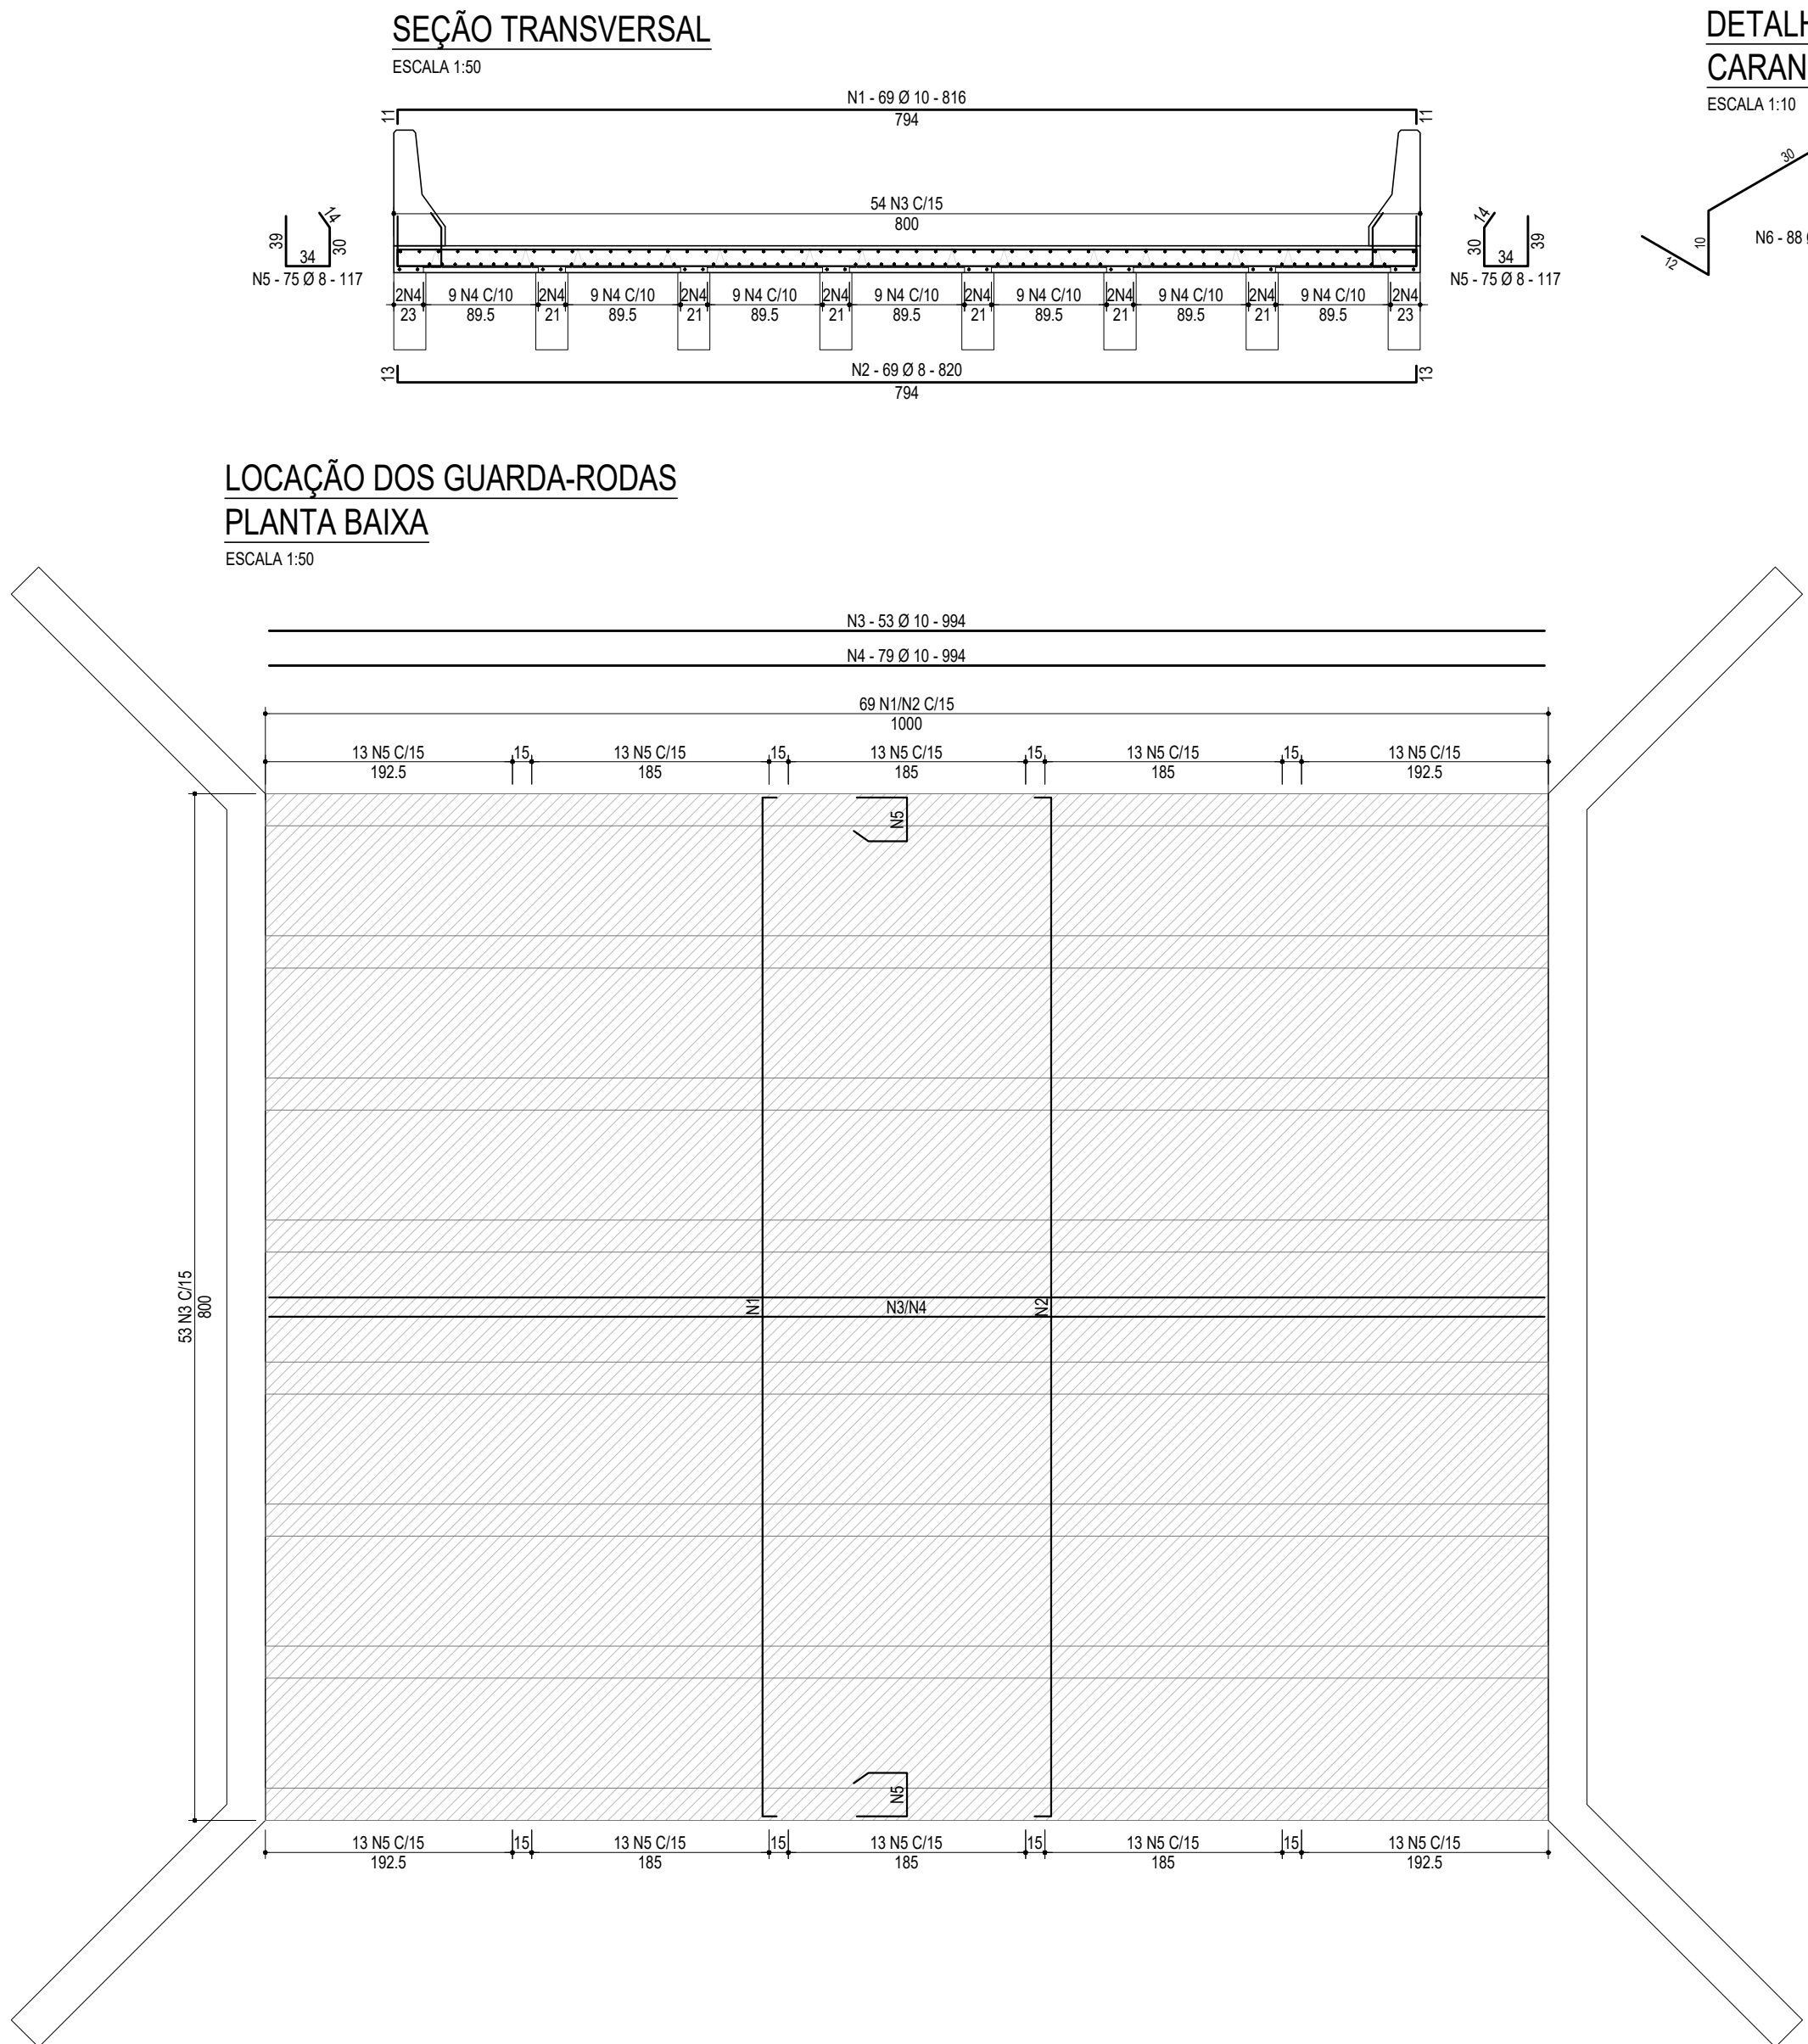 SEÇÃO TRANSVERSAL
ESCALA 1:50
DETALH
CARAN
ESCALA 1:10
N1 - 69 Ø 10 - 816
794
11
11
54 N3 C/15
800
39
34
30
14
N5 - 75 Ø 8 - 117
14
30
34
39
N5 - 75 Ø 8 - 117
30
10
12
N6 - 88
2N4 9 N4 C/10 2N4 9 N4 C/10 2N4 9 N4 C/10 2N4 9 N4 C/10 2N4 9 N4 C/10 2N4 9 N4 C/10 2N4 9 N4 C/10 2N4
23 89.5 21 89.5 21 89.5 21 89.5 21 89.5 21 89.5 21 89.5 23
13
N2 - 69 Ø 8 - 820
794
13
LOCAÇÃO DOS GUARDA-RODAS
PLANTA BAIXA
ESCALA 1:50
N3 - 53 Ø 10 - 994
N4 - 79 Ø 10 - 994
69 N1/N2 C/15
1000
13 N5 C/15 15 13 N5 C/15 15 13 N5 C/15 15 13 N5 C/15 15 13 N5 C/15
192.5 185 185 185 192.5
N5
53 N3 C/15
800
N1
N3/N4
N2
N5
13 N5 C/15 15 13 N5 C/15 15 13 N5 C/15 15 13 N5 C/15 15 13 N5 C/15
192.5 185 185 185 192.5